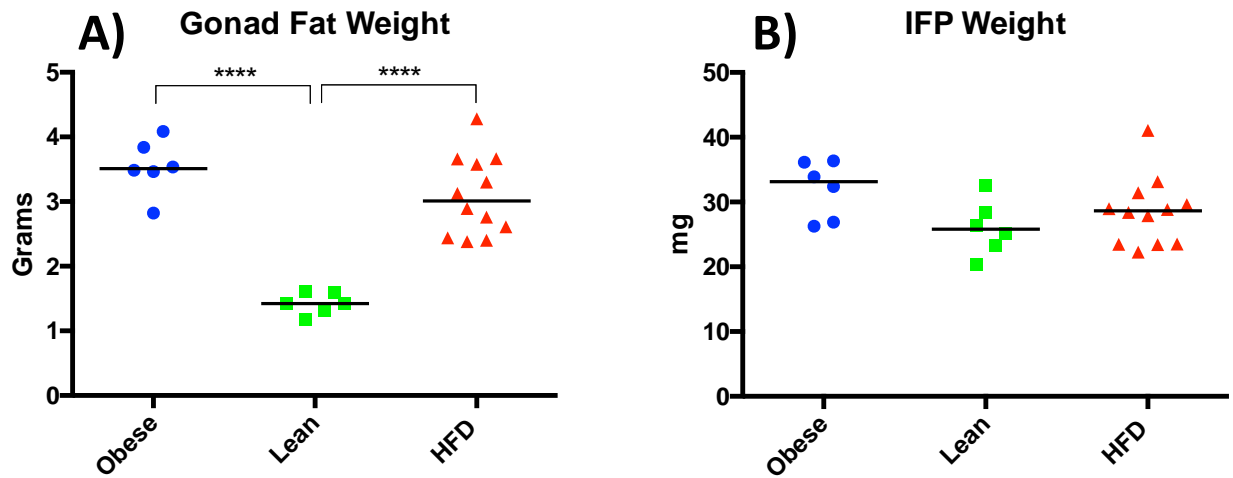 A) Gonad Fat Weight
**** ****
5
4
3
2
1
0
Grams
Obese Lean HFD
B) IFP Weight
50
40
30
20
10
0
mg
Obese Lean HFD